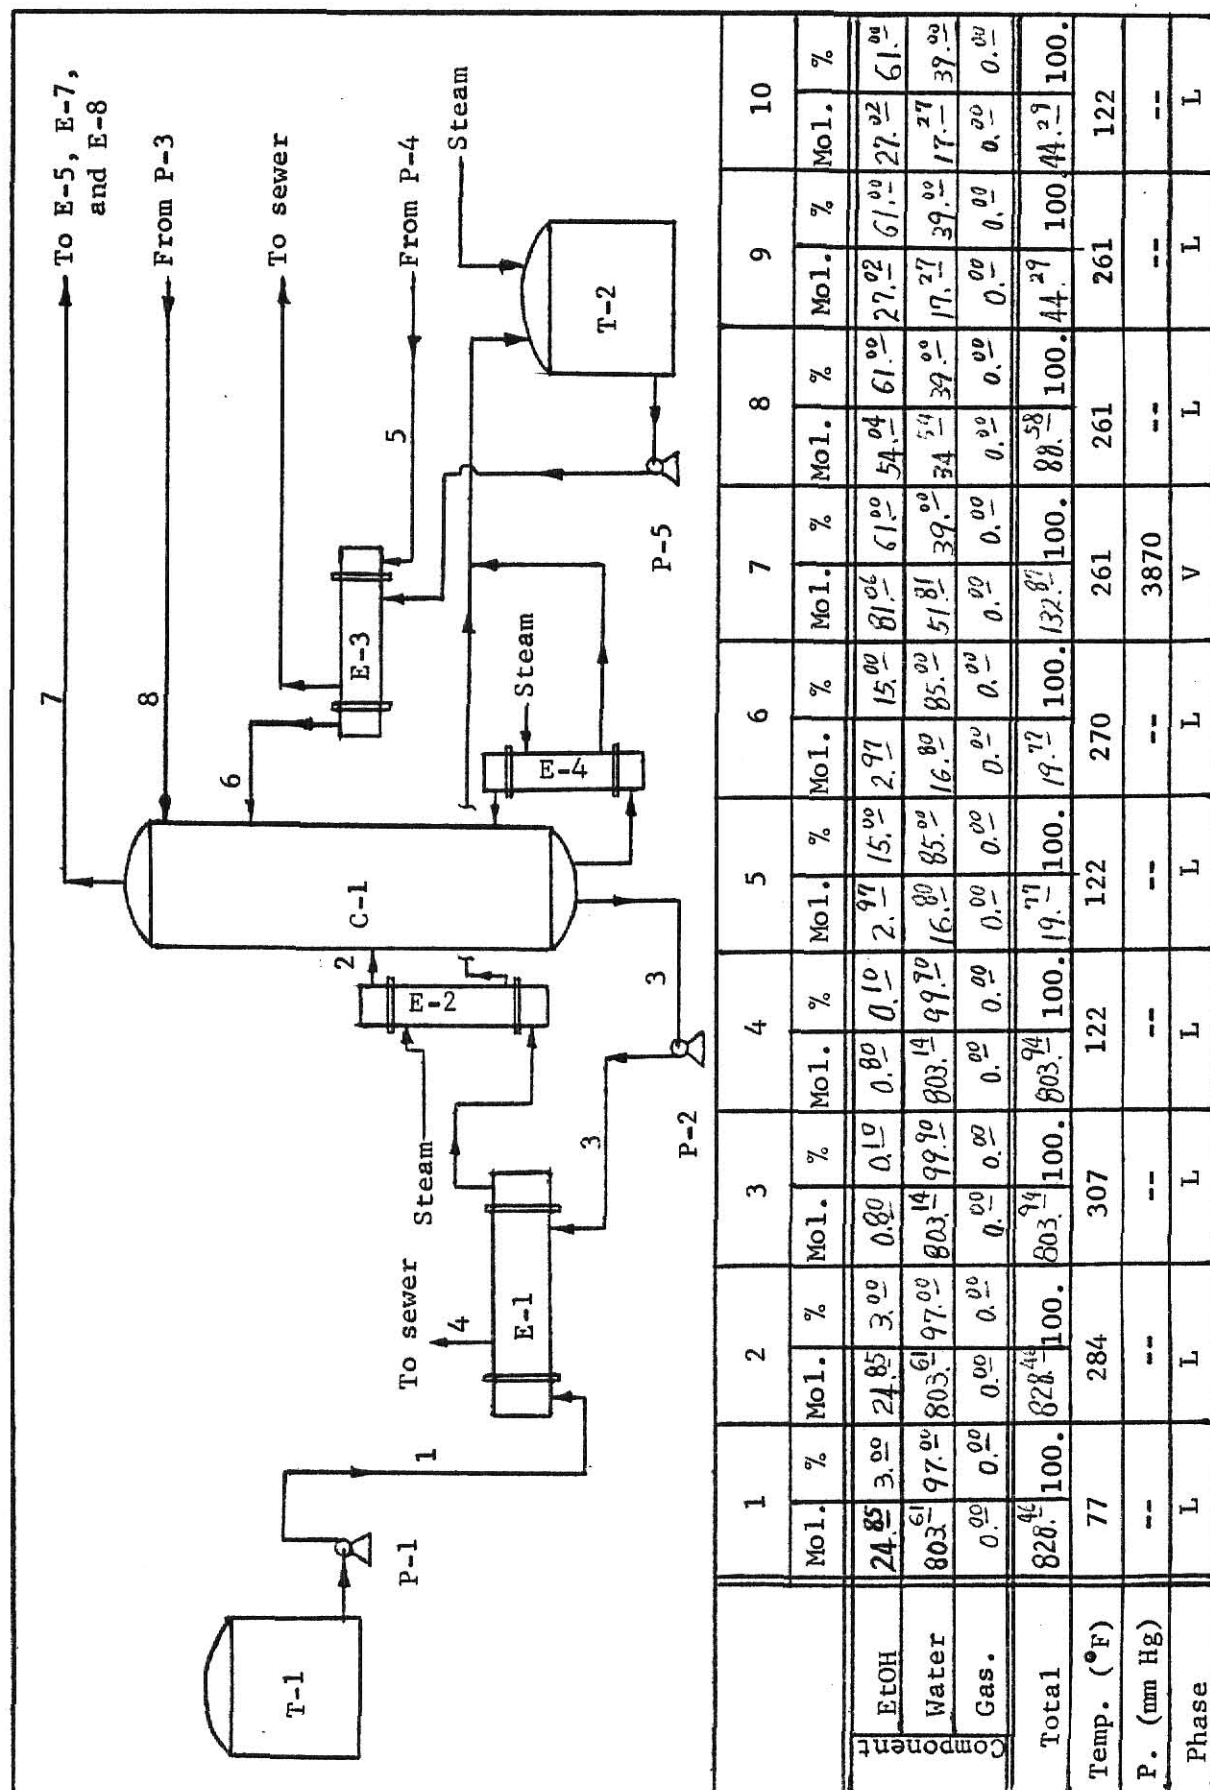 To E-5, E-7,
and E-8
From P-3
To sewer
From P-4
Steam
7
8
6
5
E-3
T-2
P-5
C-1
Steam
E-4
2
E-2
3
Steam
3
P-2
To sewer
4
E-1
1
P-1
T-1
1 2 3 4 5 6 7 8 9 10
Mol. % Mol. % Mol. % Mol. % Mol. % Mol. % Mol. % Mol. % Mol. % Mol. %
Component
EtOH 24.85 3.00 24.85 3.00 0.80 0.10 0.80 0.10 2.97 15.00 2.97 15.00 81.06 61.00 54.04 61.00 27.02 61.00 27.02 61.00
Water 803.61 97.00 803.61 97.00 803.14 99.90 803.14 99.90 16.80 85.00 16.80 85.00 51.81 39.00 34.54 39.00 17.27 39.00 17.27 39.00
Gas. 0.00 0.00 0.00 0.00 0.00 0.00 0.00 0.00 0.00 0.00 0.00 0.00 0.00 0.00 0.00 0.00 0.00 0.00 0.00 0.00
Total 828.46 100. 828.46 100. 803.94 100. 803.94 100. 19.77 100. 19.77 100. 132.87 100. 88.58 100. 44.29 100. 44.29 100.
Temp. (°F) 77 284 307 122 122 270 261 261 261 122
P. (mm Hg) -- -- -- -- -- -- 3870 -- -- --
Phase L L L L L L V L L L